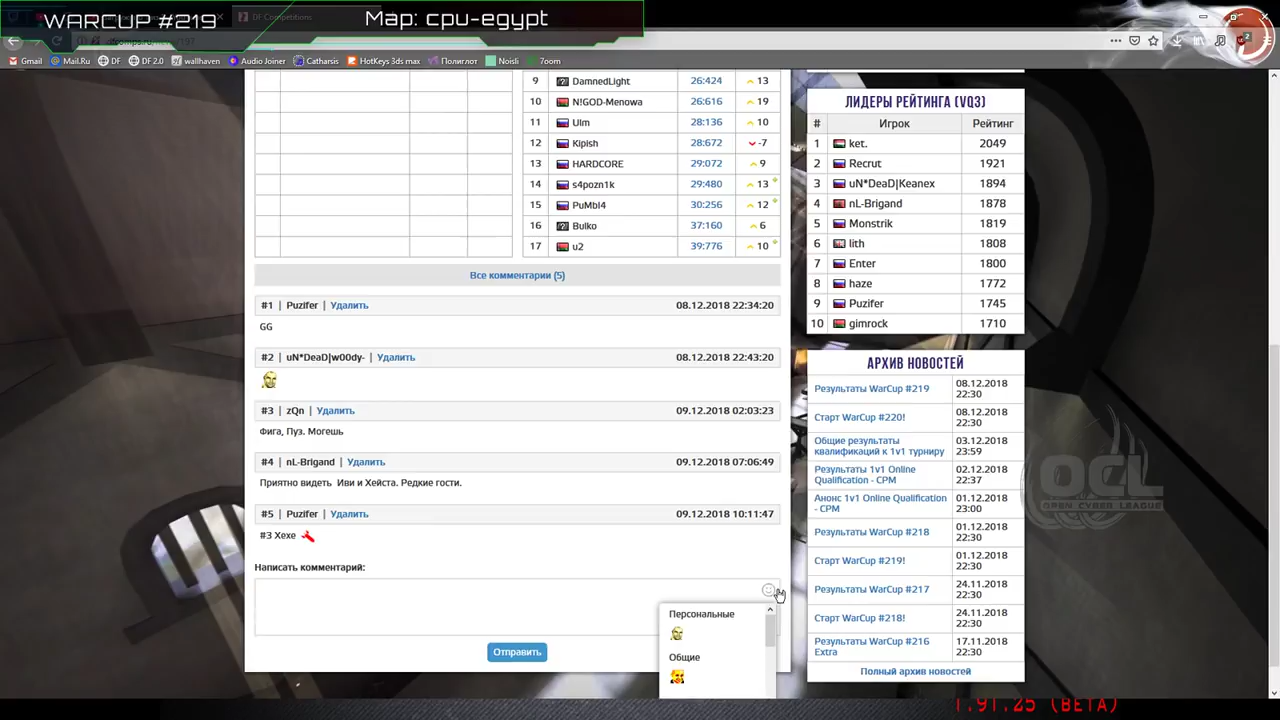 WARCUP #219
Map: cpu-egypt
DF Competitions
2
Gmail
Mail.Ru
DF
DF 2.0
wallhaven
Audio Joiner
Catharsis
HotKeys 3ds max
Полиглот
Noisli
7oom
9 DamnedLight 26:424 13
10 N!GOD-Menowa 26:616 19
11 Ulm 28:136 10
12 Kipish 28:672 -7
13 HARDCORE 29:072 9
14 s4pozn1k 29:480 13
15 PuMbl4 30:256 12
16 Bulko 37:160 6
17 u2 39:776 10
Все комментарии (5)
#1 | Puzifer | Удалить 08.12.2018 22:34:20
GG
#2 | uN*DeaD|w00dy- | Удалить 08.12.2018 22:43:20
#3 | zQn | Удалить 09.12.2018 02:03:23
Фига, Пуз. Могешь
#4 | nL-Brigand | Удалить 09.12.2018 07:06:49
Приятно видеть Иви и Хейста. Редкие гости.
#5 | Puzifer | Удалить 09.12.2018 10:11:47
#3 Хехе
Написать комментарий:
Персональные
Общие
Отправить
ЛИДЕРЫ РЕЙТИНГА (VQ3)
# Игрок Рейтинг
1 ket. 2049
2 Recrut 1921
3 uN*DeaD|Keanex 1894
4 nL-Brigand 1878
5 Monstrik 1819
6 lith 1808
7 Enter 1800
8 haze 1772
9 Puzifer 1745
10 gimrock 1710
АРХИВ НОВОСТЕЙ
Результаты WarCup #219 08.12.2018 22:30
Старт WarCup #220! 08.12.2018 22:30
Общие результаты квалификаций к 1v1 турниру 03.12.2018 23:59
Результаты 1v1 Online Qualification - CPM 02.12.2018 22:37
Анонс 1v1 Online Qualification - CPM 01.12.2018 23:00
Результаты WarCup #218 01.12.2018 22:30
Старт WarCup #219! 01.12.2018 22:30
Результаты WarCup #217 24.11.2018 22:30
Старт WarCup #218! 24.11.2018 22:30
Результаты WarCup #216 Extra 17.11.2018 22:30
Полный архив новостей
OCL
OPEN CYBER LEAGUE
1.91.25 (BETA)